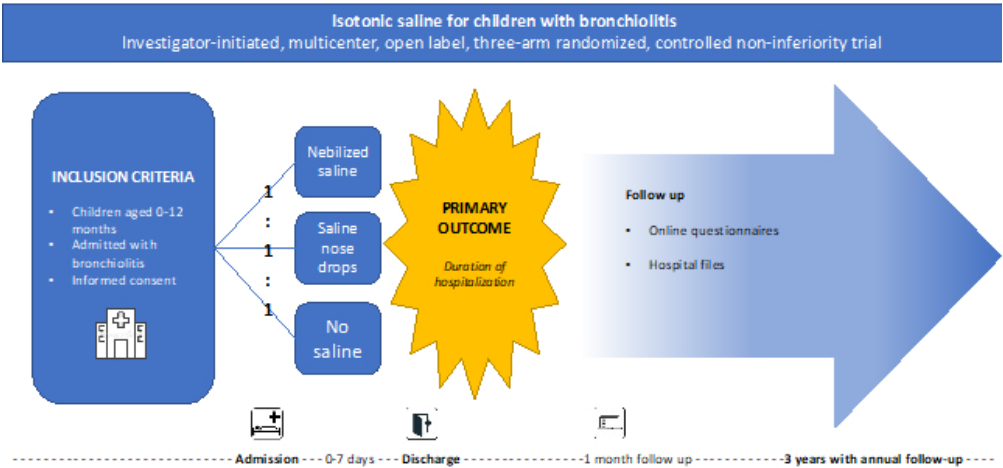 Isotonic saline for children with bronchiolitis
Investigator-initiated, multicenter, open label, three-arm randomized, controlled non-inferiority trial
INCLUSION CRITERIA
• Children aged 0-12
months
• Admitted with
bronchiolitis
• Informed consent
1
:
1
:
1
Nebilized
saline
Saline
nose
drops
No
saline
PRIMARY
OUTCOME
Duration of
hospitalization
Follow up
• Online questionnaires
• Hospital files
Admission
0-7 days
Discharge
1 month follow up
3 years with annual follow-up